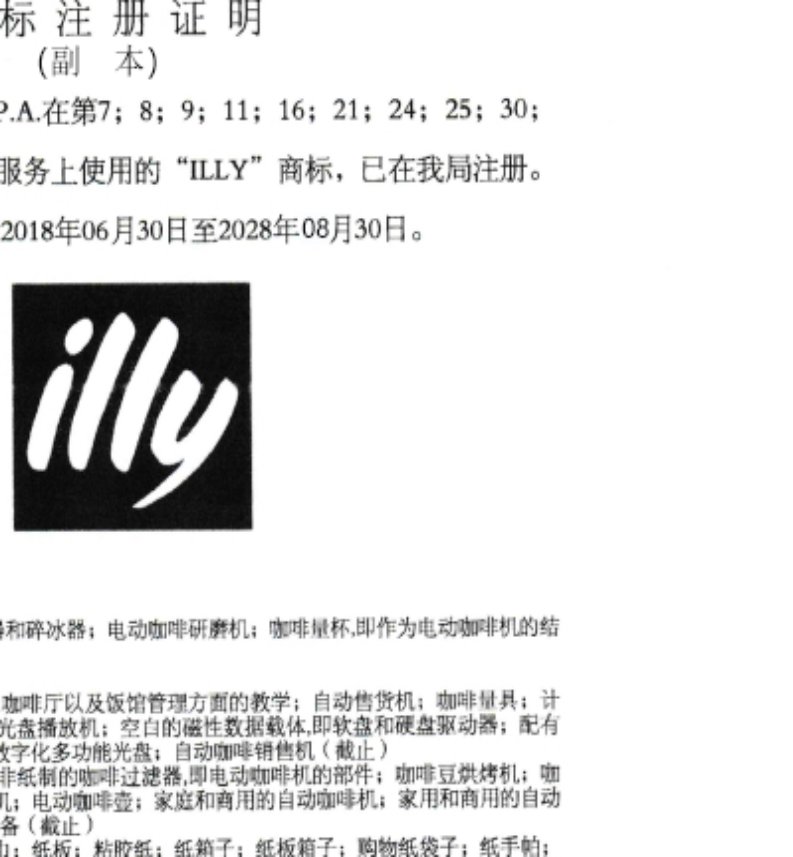 标 注 册 证 明
(副 本)
P.A.在第7；8；9；11；16；21；24；25；30；
服务上使用的“ILLY”商标，已在我局注册。
2018年06月30日至2028年08月30日。
illy
和碎冰器；电动咖啡研磨机；咖啡量杯,即作为电动咖啡机的结
咖啡厅以及饭馆管理方面的教学；自动售货机；咖啡量具；计
光盘播放机；空白的磁性数据载体,即软盘和硬盘驱动器；配有
数字化多功能光盘；自动咖啡销售机（截止）
非纸制的咖啡过滤器,即电动咖啡机的部件；咖啡豆烘烤机；咖
机；电动咖啡壶；家庭和商用的自动咖啡机；家用和商用的自动
备（截止）
纸板；粘胶纸；纸箱子；纸板箱子；购物纸袋子；纸手帕；